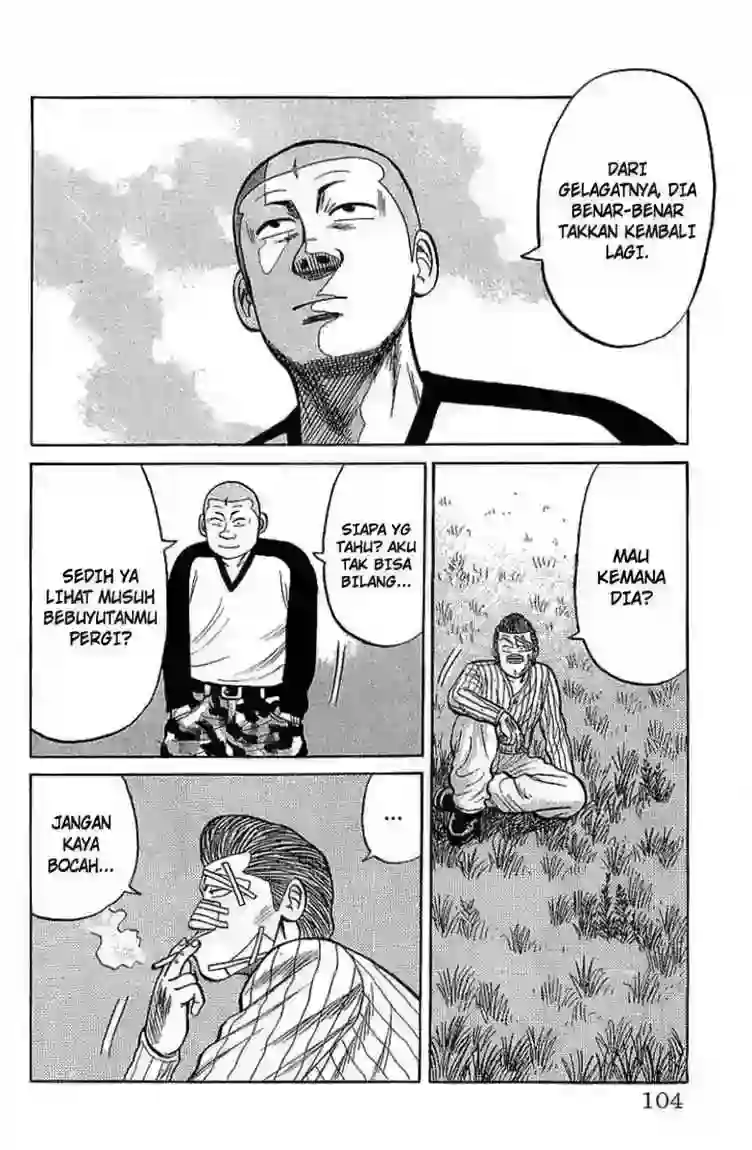 DARI
GELAGATNYA, DIA
BENAR-BENAR
TAKKAN KEMBALI
LAGI.
MAU
KEMANA
DIA?
SIAPA YG
TAHU? AKU
TAK BISA
BILANG...
SEDIH YA
LIHAT MUSUH
BEBUYUTANMU
PERGI?
...
JANGAN
KAYA
BOCAH...
104